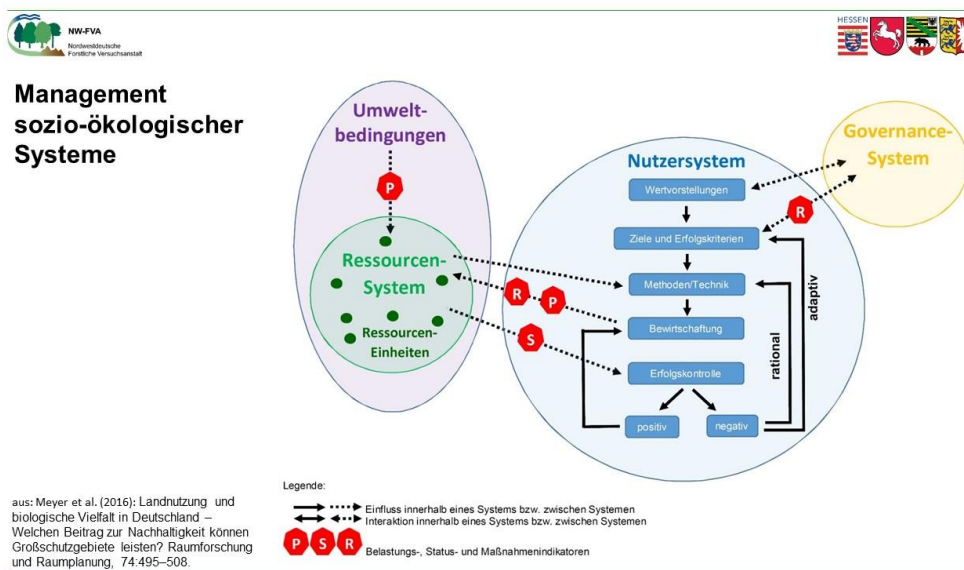 NW-FVA
Nordwestdeutsche
Forstliche Versuchsanstalt
HESSEN
Management
sozio-ökologischer
Systeme
Umwelt-
bedingungen
P
Ressourcen-
System
Ressourcen-
Einheiten
R
P
S
Nutzersystem
Wertvorstellungen
Ziele und Erfolgskriterien
Methoden/Technik
Bewirtschaftung
Erfolgskontrolle
positiv
negativ
rational
adaptiv
R
Governance-
System
Legende:
Einfluss innerhalb eines Systems bzw. zwischen Systemen
Interaktion innerhalb eines Systems bzw. zwischen Systemen
P S R Belastungs-, Status- und Maßnahmenindikatoren
aus: Meyer et al. (2016): Landnutzung und
biologische Vielfalt in Deutschland –
Welchen Beitrag zur Nachhaltigkeit können
Großschutzgebiete leisten? Raumforschung
und Raumplanung, 74:495–508.